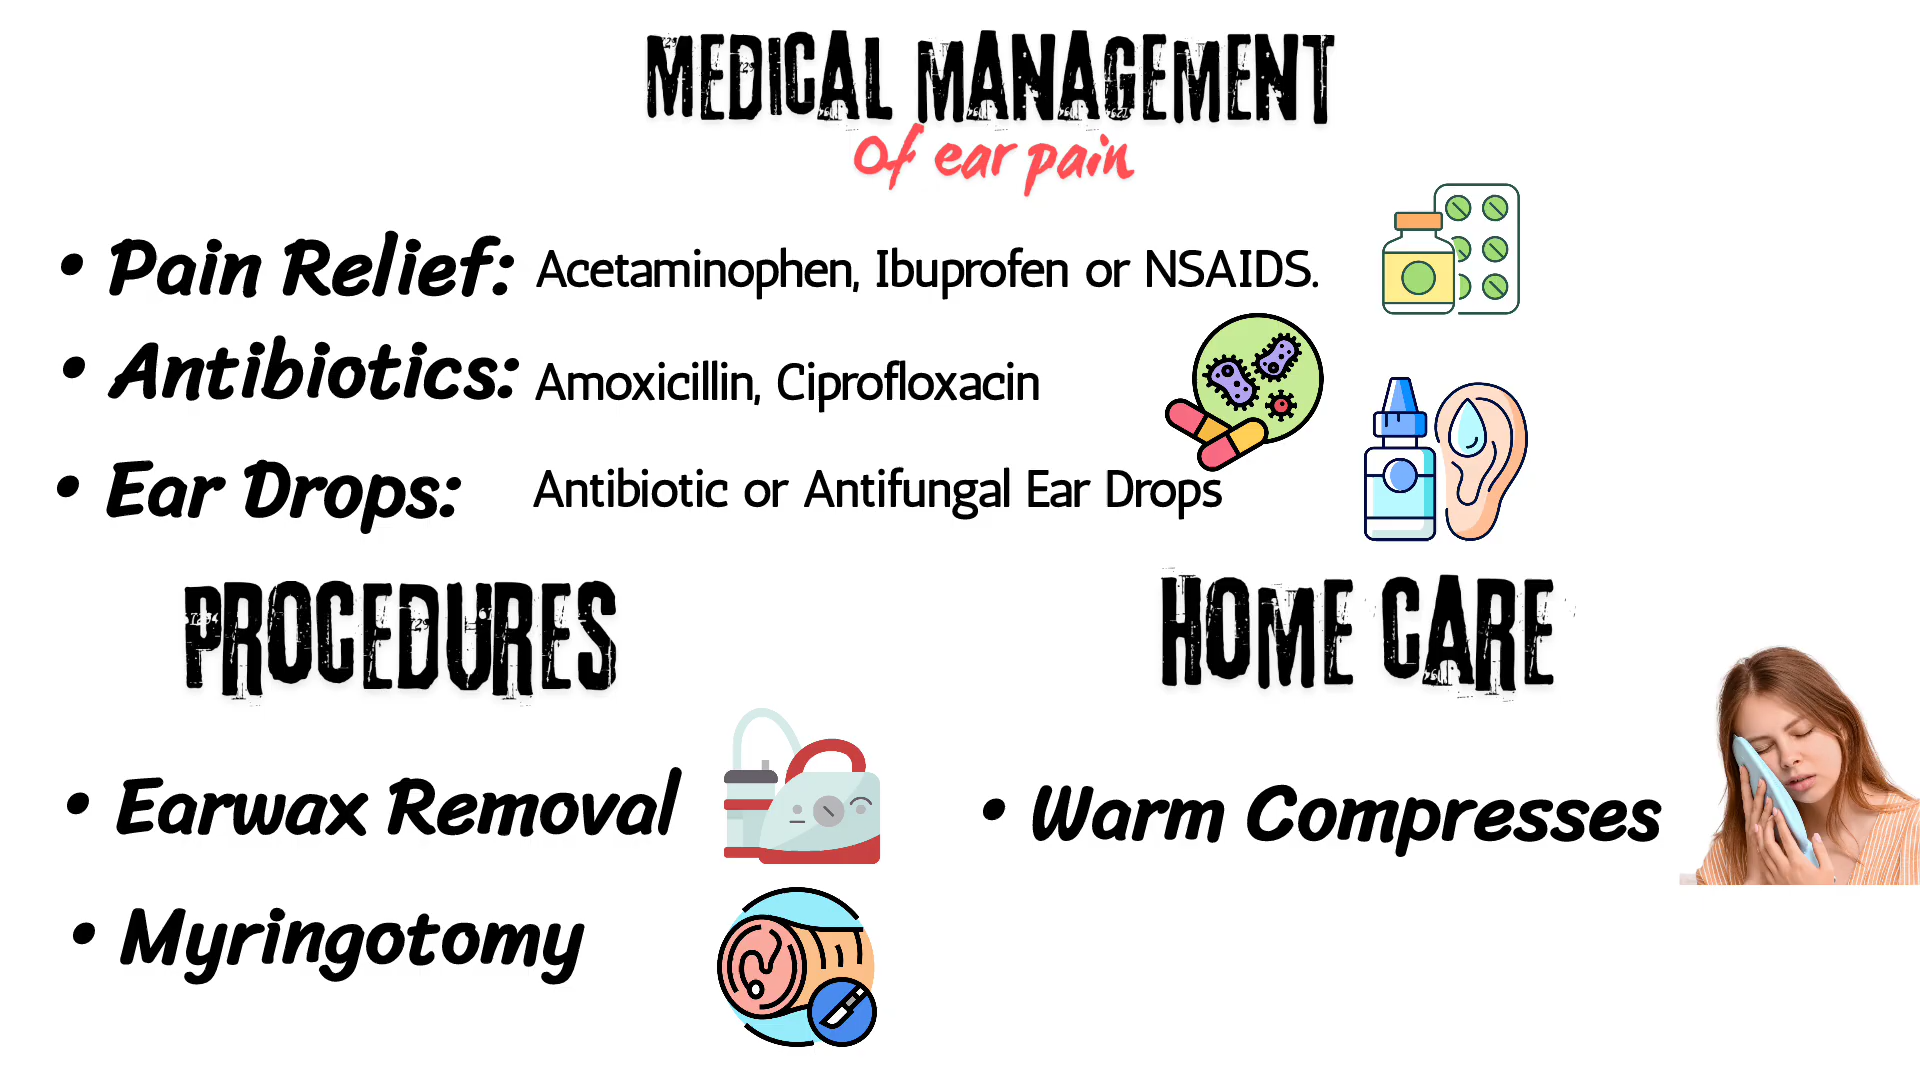 MEDICAL MANAGEMENT
Of ear pain
• Pain Relief: Acetaminophen, Ibuprofen or NSAIDS.
• Antibiotics: Amoxicillin, Ciprofloxacin
• Ear Drops: Antibiotic or Antifungal Ear Drops
PROCEDURES
• Earwax Removal
• Myringotomy
HOME CARE
• Warm Compresses